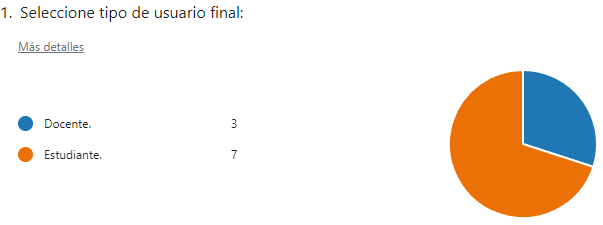 1. Seleccione tipo de usuario final:
Más detalles
Docente. 3
Estudiante. 7